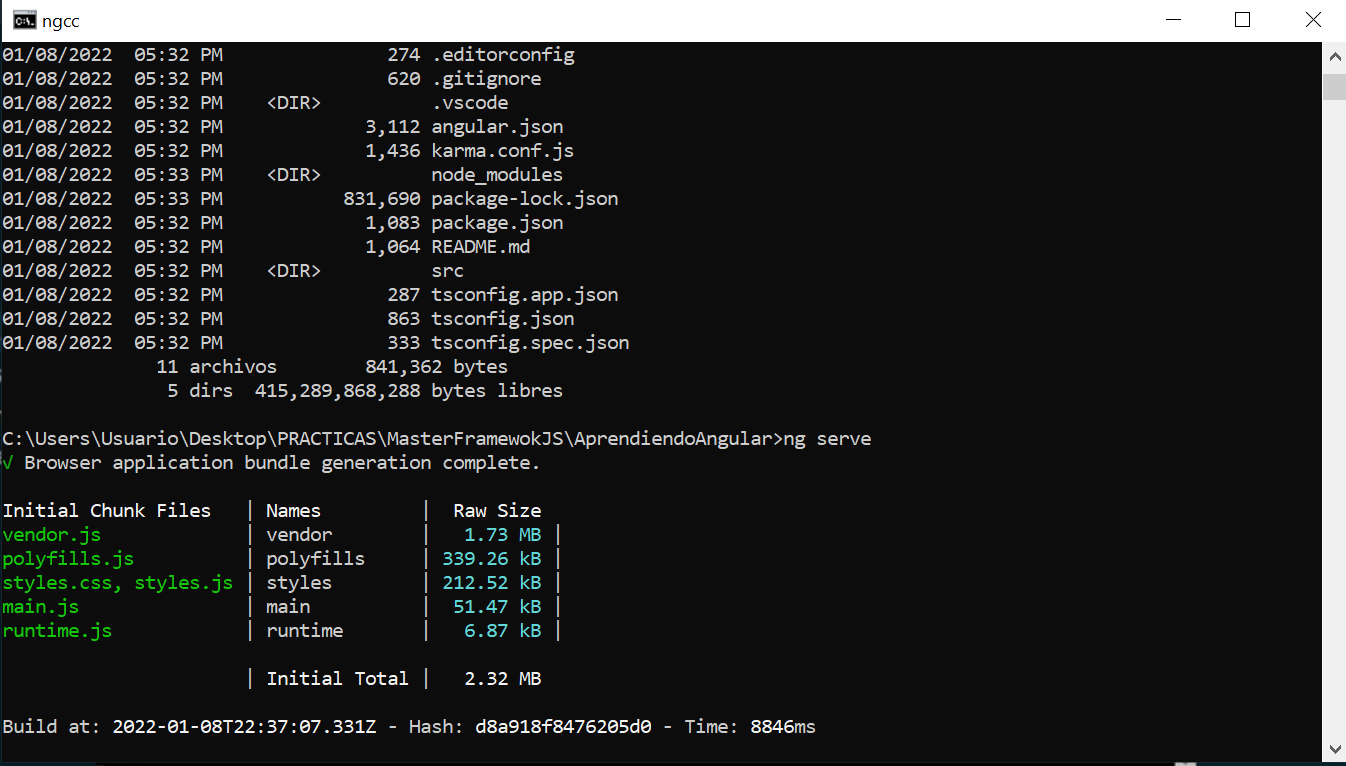 ngcc
01/08/2022  05:32 PM               274 .editorconfig
01/08/2022  05:32 PM               620 .gitignore
01/08/2022  05:32 PM    <DIR>          .vscode
01/08/2022  05:32 PM             3,112 angular.json
01/08/2022  05:32 PM             1,436 karma.conf.js
01/08/2022  05:33 PM    <DIR>          node_modules
01/08/2022  05:33 PM           831,690 package-lock.json
01/08/2022  05:32 PM             1,083 package.json
01/08/2022  05:32 PM             1,064 README.md
01/08/2022  05:32 PM    <DIR>          src
01/08/2022  05:32 PM               287 tsconfig.app.json
01/08/2022  05:32 PM               863 tsconfig.json
01/08/2022  05:32 PM               333 tsconfig.spec.json
              11 archivos        841,362 bytes
               5 dirs  415,289,868,288 bytes libres
C:\Users\Usuario\Desktop\PRACTICAS\MasterFramewokJS\AprendiendoAngular>ng serve
√ Browser application bundle generation complete.
Initial Chunk Files   | Names         |  Raw Size
vendor.js             | vendor        |   1.73 MB |
polyfills.js          | polyfills     | 339.26 kB |
styles.css, styles.js | styles        | 212.52 kB |
main.js               | main          |  51.47 kB |
runtime.js            | runtime       |   6.87 kB |
                      | Initial Total |   2.32 MB
Build at: 2022-01-08T22:37:07.331Z - Hash: d8a918f8476205d0 - Time: 8846ms